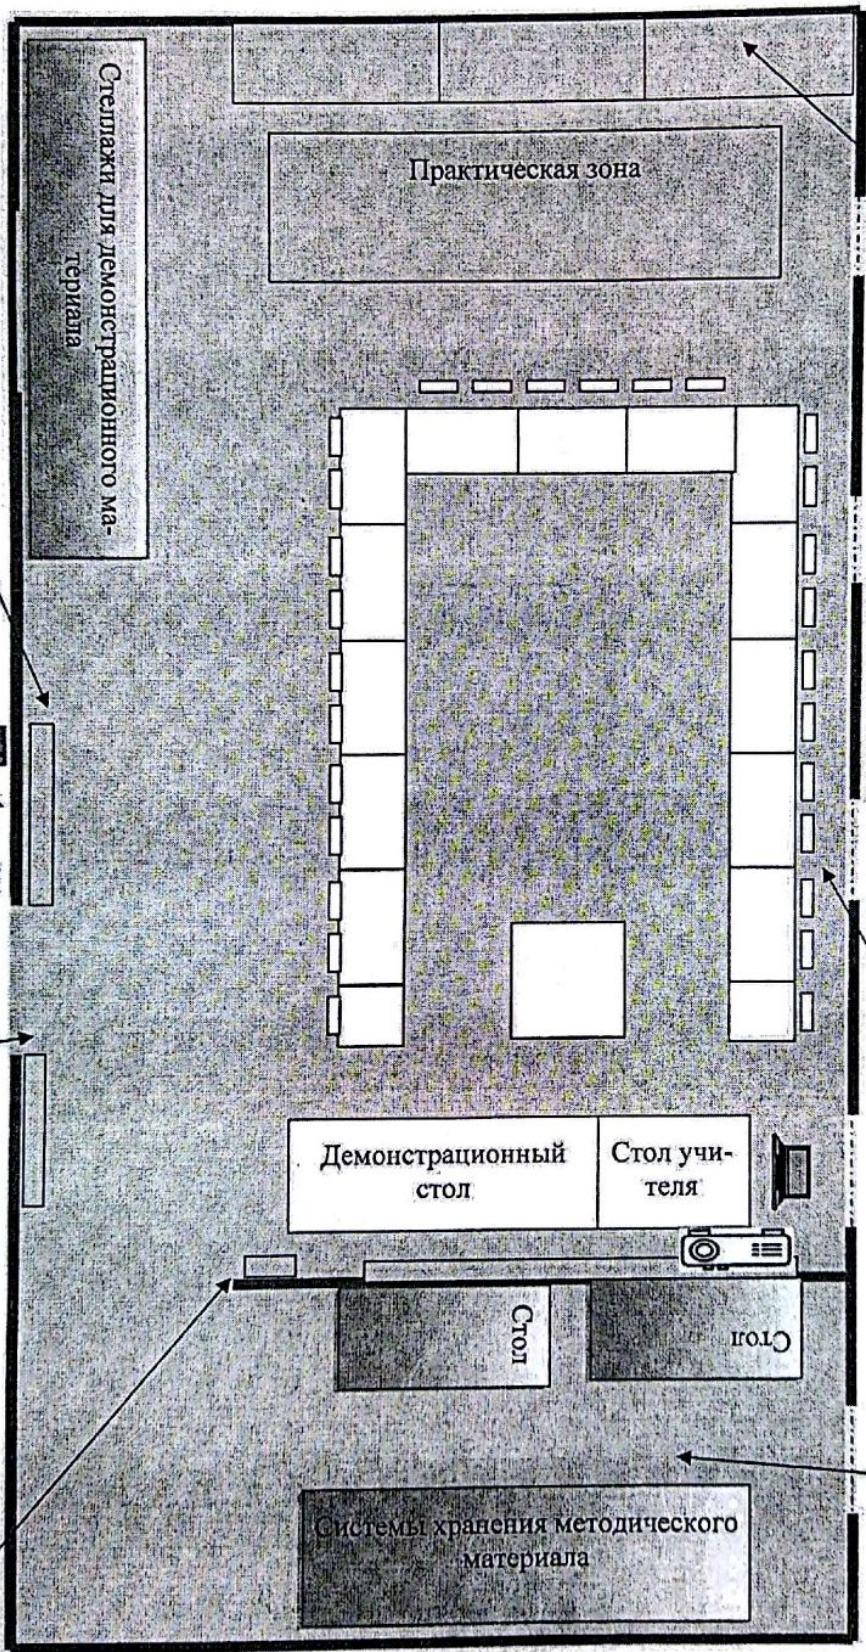 Стеллажи для демонстрационного ма-
териала
Практическая зона
Демонстрационный
стол
Стол учи-
теля
Стол
Стол
Системы хранения методического
материала